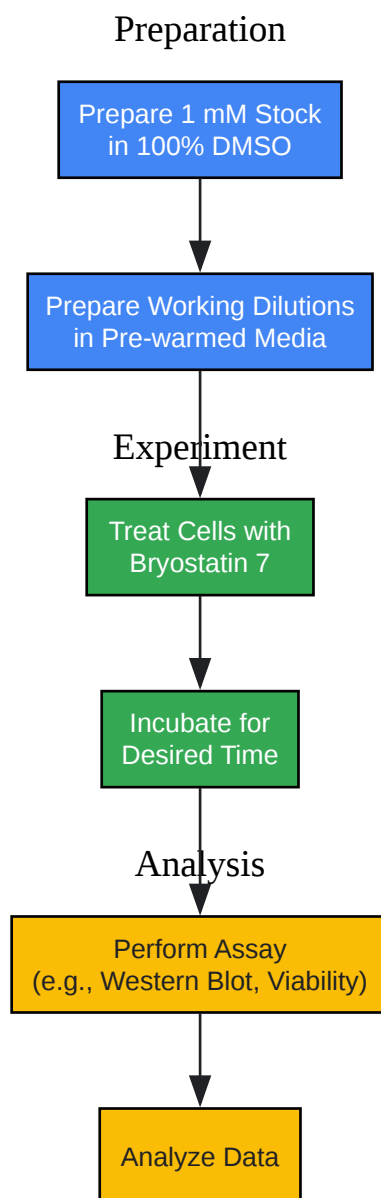 Preparation
Prepare 1 mM Stock
in 100% DMSO
Prepare Working Dilutions
in Pre-warmed Media
Experiment
Treat Cells with
Bryostatin 7
Incubate for
Desired Time
Analysis
Perform Assay
(e.g., Western Blot, Viability)
Analyze Data